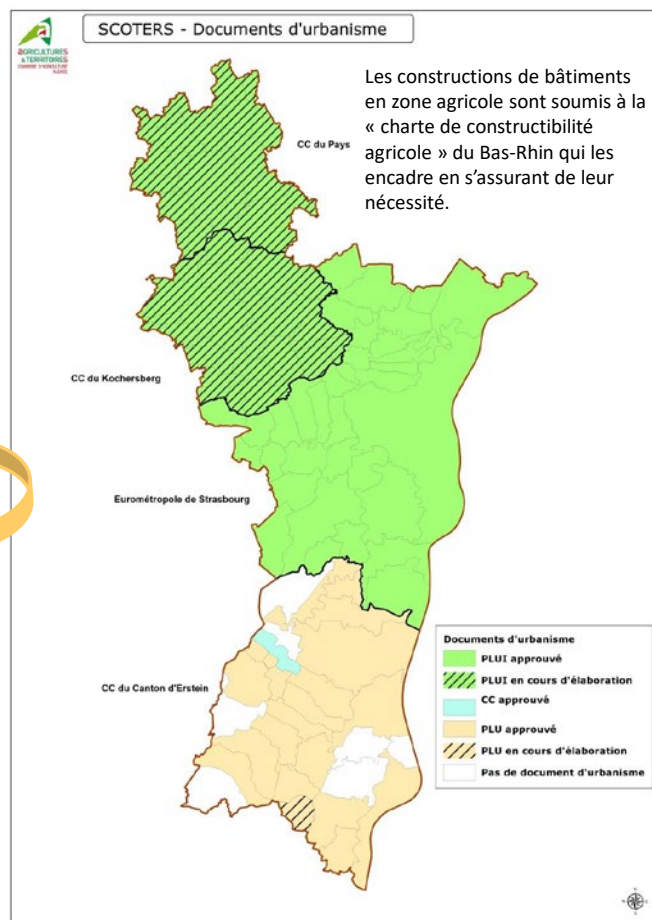 AGRICULTURES
& TERRITOIRES
CHAMBRE D'AGRICULTURE
ALSACE
SCOTERS - Documents d'urbanisme
Les constructions de bâtiments
en zone agricole sont soumis à la
« charte de constructibilité
agricole » du Bas-Rhin qui les
encadre en s'assurant de leur
nécessité.
CC du Pays
CC du Kochersberg
Eurométropole de Strasbourg
CC du Canton d'Erstein
Documents d'urbanisme
PLUI approuvé
PLUI en cours d'élaboration
CC approuvé
PLU approuvé
PLU en cours d'élaboration
Pas de document d'urbanisme